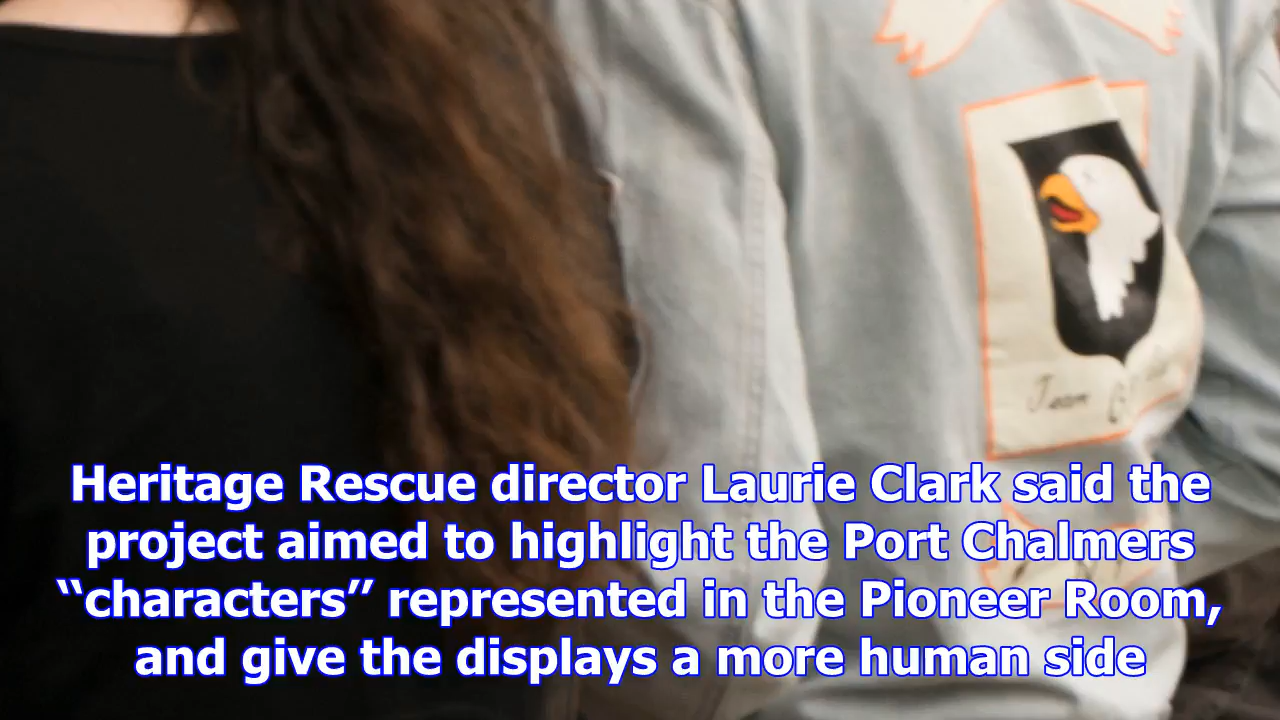 Team
Heritage Rescue director Laurie Clark said the
project aimed to highlight the Port Chalmers
“characters” represented in the Pioneer Room,
and give the displays a more human side